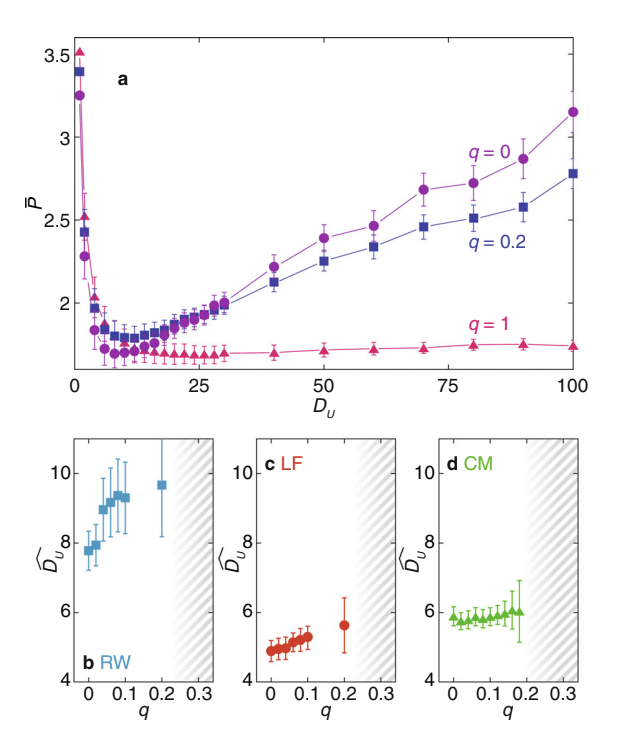 3.5
a
3
q = 0
P̄
2.5
q = 0.2
2
q = 1
0 25 50 75 100
D_U
10 10 10
c LF d CM
8 8 8
D̂_U D̂_U D̂_U
6 6 6
b RW
4 4 4
0 0.1 0.2 0.3 0 0.1 0.2 0.3 0 0.1 0.2 0.3
q q q